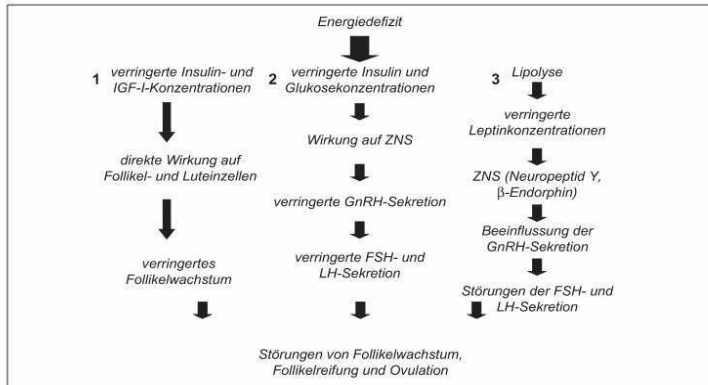 Energiedefizit
1 verringerte Insulin- und
IGF-I-Konzentrationen
direkte Wirkung auf
Follikel- und Luteinzellen
verringertes
Follikelwachstum
2 verringerte Insulin und
Glukosekonzentrationen
Wirkung auf ZNS
verringerte GnRH-Sekretion
verringerte FSH- und
LH-Sekretion
3 Lipolyse
verringerte
Leptinkonzentrationen
ZNS (Neuropeptid Y,
β-Endorphin)
Beeinflussung der
GnRH-Sekretion
Störungen der FSH- und
LH-Sekretion
Störungen von Follikelwachstum,
Follikelreifung und Ovulation